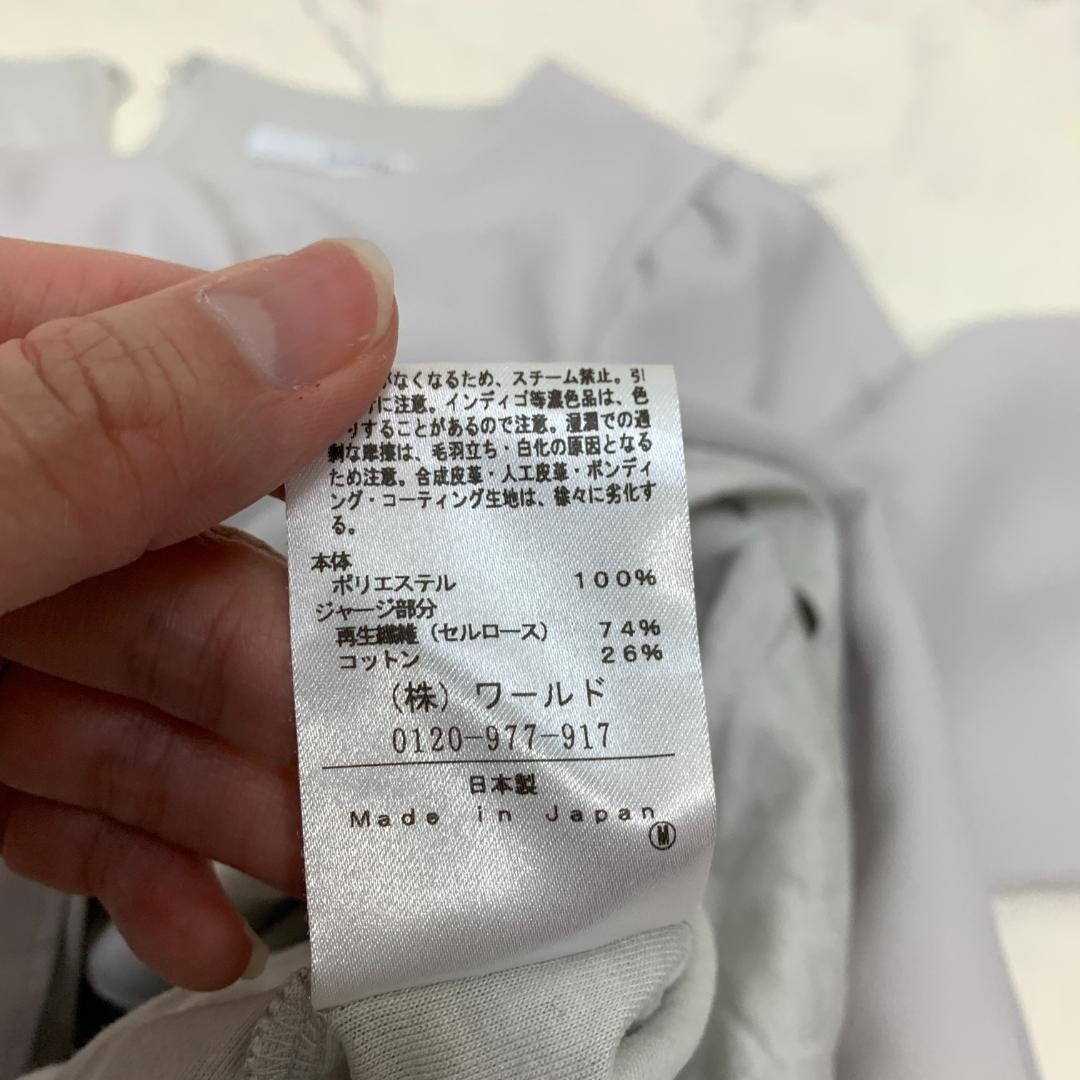 がなくなるため、スチーム禁止。引
に注意。インディゴ等濃色品は、色
りすることがあるので注意。湿潤での過
剰な摩擦は、毛羽立ち・白化の原因となる
ため注意。合成皮革・人工皮革・ボンディ
ング・コーティング生地は、徐々に劣化す
る。
本体
ポリエステル 100%
ジャージ部分
再生繊維（セルロース） 74%
コットン 26%
（株）ワールド
0120-977-917
日本製
Made in Japan
Ⓜ